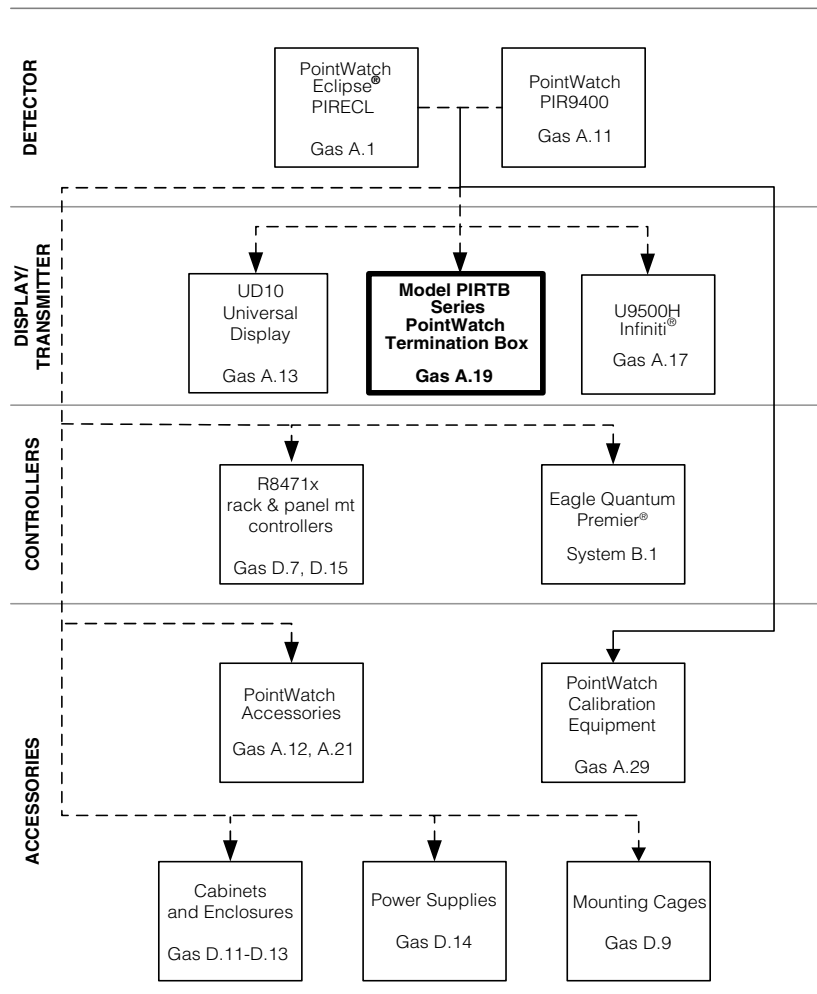 DETECTOR
PointWatch
Eclipse®
PIRECL
Gas A.1
PointWatch
PIR9400
Gas A.11
DISPLAY/
TRANSMITTER
UD10
Universal
Display
Gas A.13
Model PIRTB
Series
PointWatch
Termination Box
Gas A.19
U9500H
Infiniti®
Gas A.17
CONTROLLERS
R8471x
rack & panel mt
controllers
Gas D.7, D.15
Eagle Quantum
Premier®
System B.1
ACCESSORIES
PointWatch
Accessories
Gas A.12, A.21
PointWatch
Calibration
Equipment
Gas A.29
Cabinets
and Enclosures
Gas D.11-D.13
Power Supplies
Gas D.14
Mounting Cages
Gas D.9